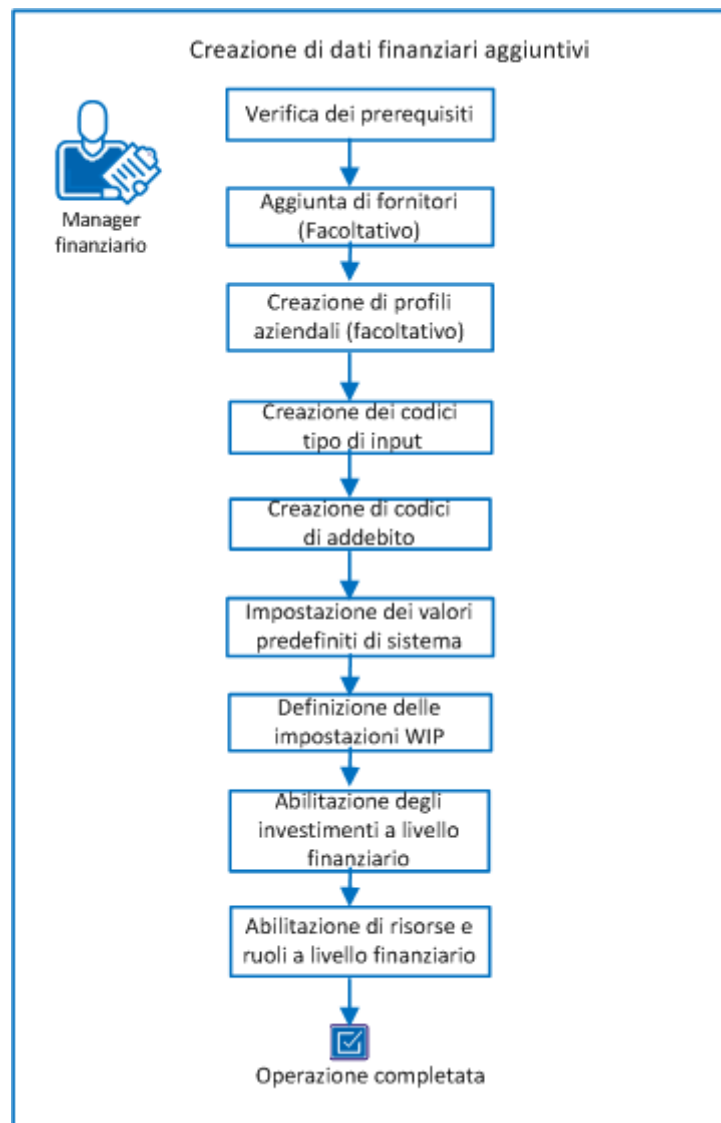 Creazione di dati finanziari aggiuntivi
Manager
finanziario
Verifica dei prerequisiti
Aggiunta di fornitori
(Facoltativo)
Creazione di profili
aziendali (facoltativo)
Creazione dei codici
tipo di input
Creazione di codici
di addebito
Impostazione dei valori
predefiniti di sistema
Definizione delle
impostazioni WIP
Abilitazione degli
investimenti a livello
finanziario
Abilitazione di risorse e
ruoli a livello finanziario
Operazione completata